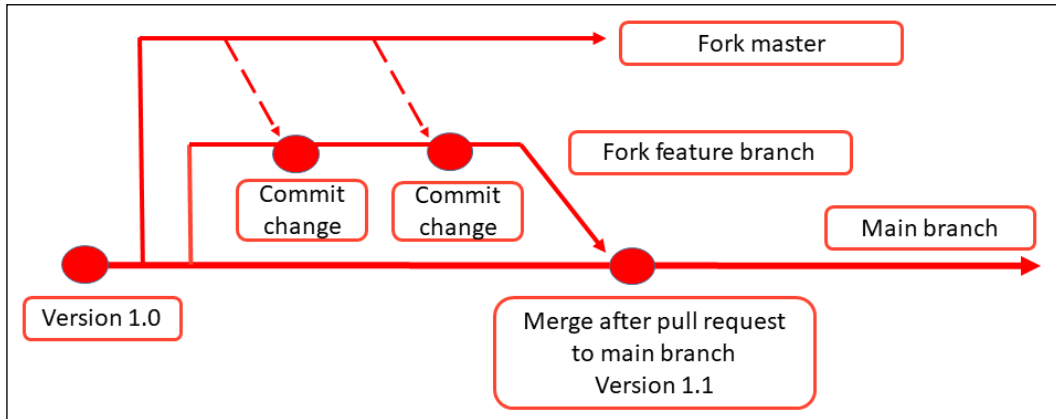 Fork master
Fork feature branch
Commit
change
Commit
change
Main branch
Version 1.0
Merge after pull request
to main branch
Version 1.1